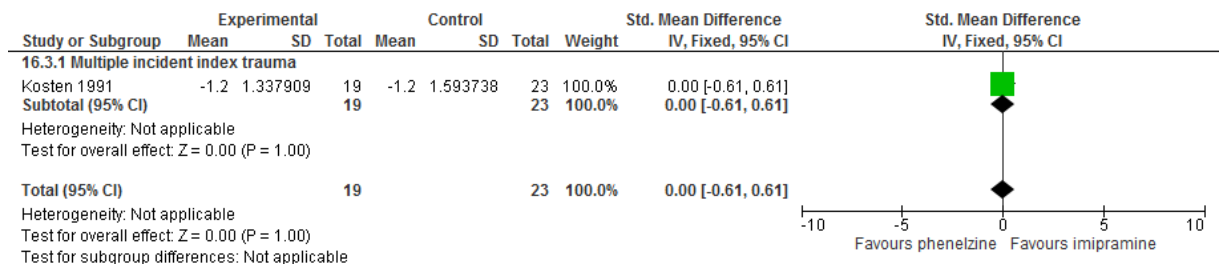 Experimental Control Std. Mean Difference Std. Mean Difference
Study or Subgroup Mean SD Total Mean SD Total Weight IV, Fixed, 95% CI IV, Fixed, 95% CI
16.3.1 Multiple incident index trauma
Kosten 1991 -1.2 1.337909 19 -1.2 1.593738 23 100.0% 0.00 [-0.61, 0.61]
Subtotal (95% CI) 19 23 100.0% 0.00 [-0.61, 0.61]
Heterogeneity: Not applicable
Test for overall effect: Z = 0.00 (P = 1.00)
Total (95% CI) 19 23 100.0% 0.00 [-0.61, 0.61]
Heterogeneity: Not applicable
Test for overall effect: Z = 0.00 (P = 1.00)
Test for subgroup differences: Not applicable
-10 -5 0 5 10
Favours phenelzine Favours imipramine